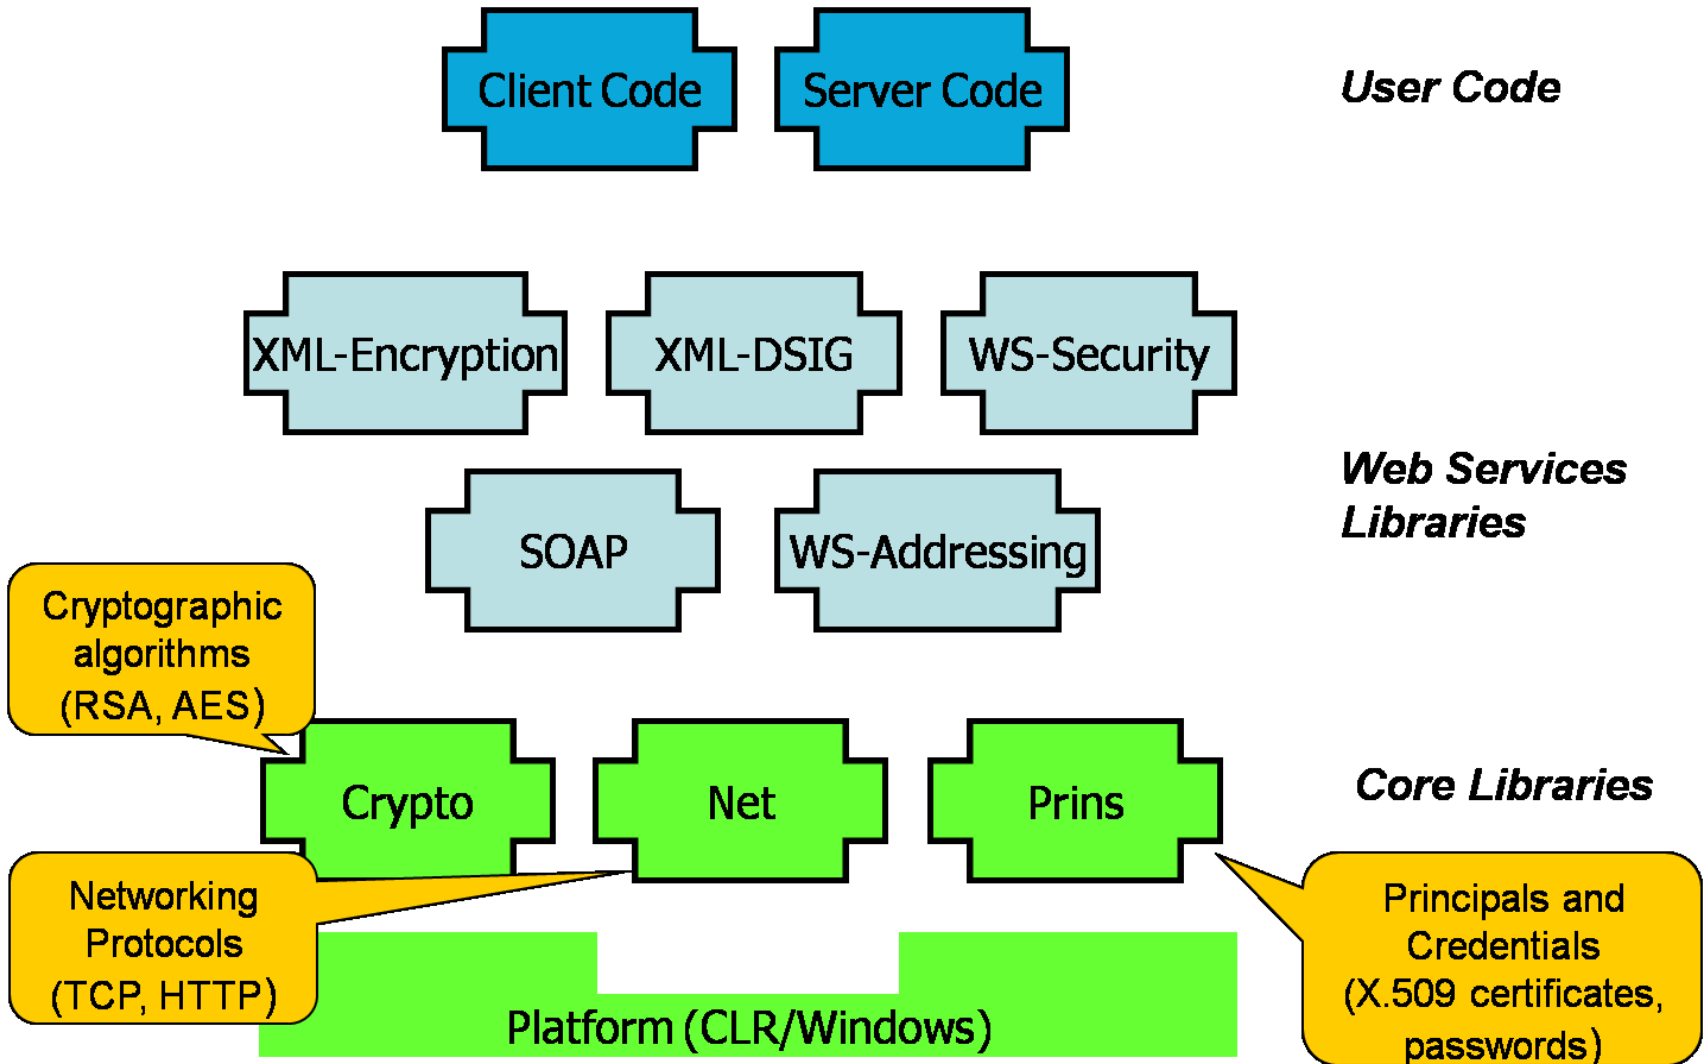 Client Code
Server Code
User Code
XML-Encryption
XML-DSIG
WS-Security
Web Services
Libraries
SOAP
WS-Addressing
Cryptographic
algorithms
(RSA, AES)
Crypto
Net
Prins
Core Libraries
Networking
Protocols
(TCP, HTTP)
Principals and
Credentials
(X.509 certificates,
passwords)
Platform (CLR/Windows)